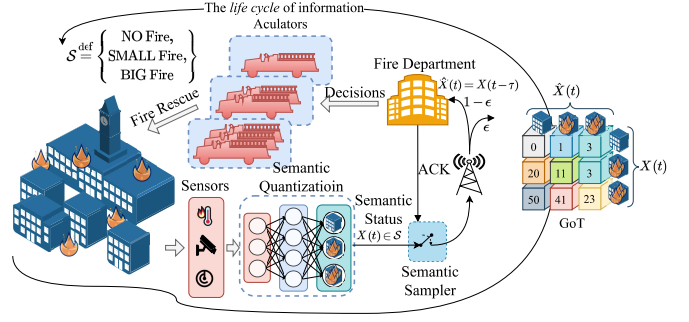 The life cycle of information
Aculators
S def= { NO Fire,
SMALL Fire,
BIG Fire }
Fire Department
X̂(t) = X(t−τ)
1 − ϵ
ϵ
Decisions
Fire Rescue
X̂(t)
0 1 3
20 11 3
50 41 23
X(t)
GoT
ACK
Sensors
Semantic
Quantizatioin
Semantic
Status
X(t) ∈ S
Semantic
Sampler